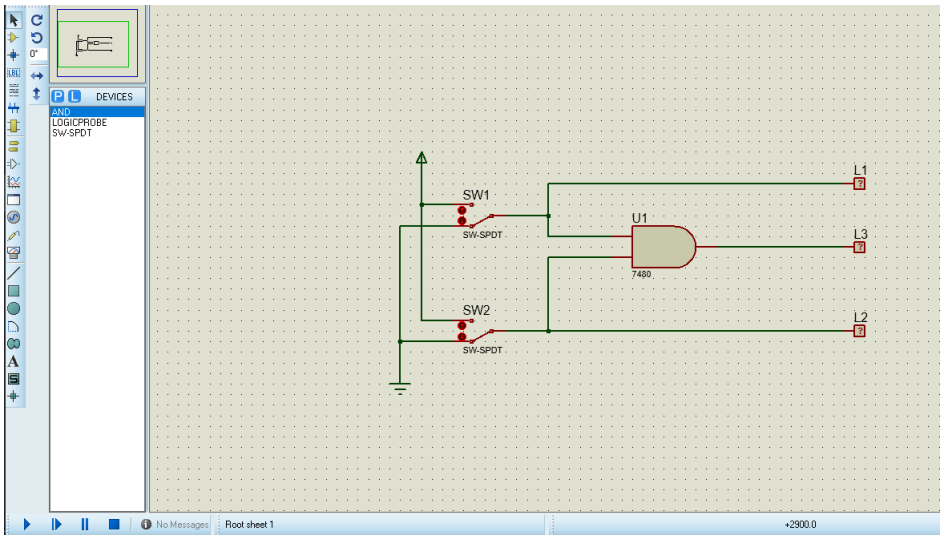 0°
LBL
P L DEVICES
AND
LOGICPROBE
SW-SPDT
SW1
SW-SPDT
SW2
SW-SPDT
U1
7480
L1
?
L3
?
L2
?
A
S
No Messages
Root sheet 1
+2900.0